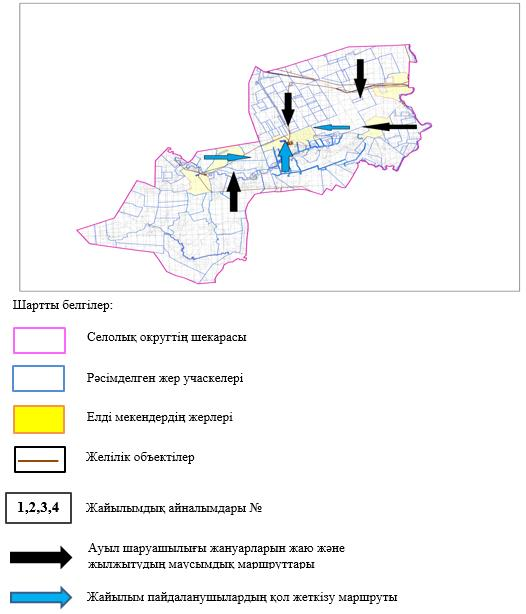 Шартты белгілер:
Селолық округтің шекарасы
Рәсімделген жер учаскелері
Елді мекендердің жерлері
Желілік объектілер
1,2,3,4 Жайылымдық айналымдары №
Ауыл шаруашылығы жануарларын жаю және
жылжытудың маусымдық маршруттары
Жайылым пайдаланушылардың қол жеткізу маршруты